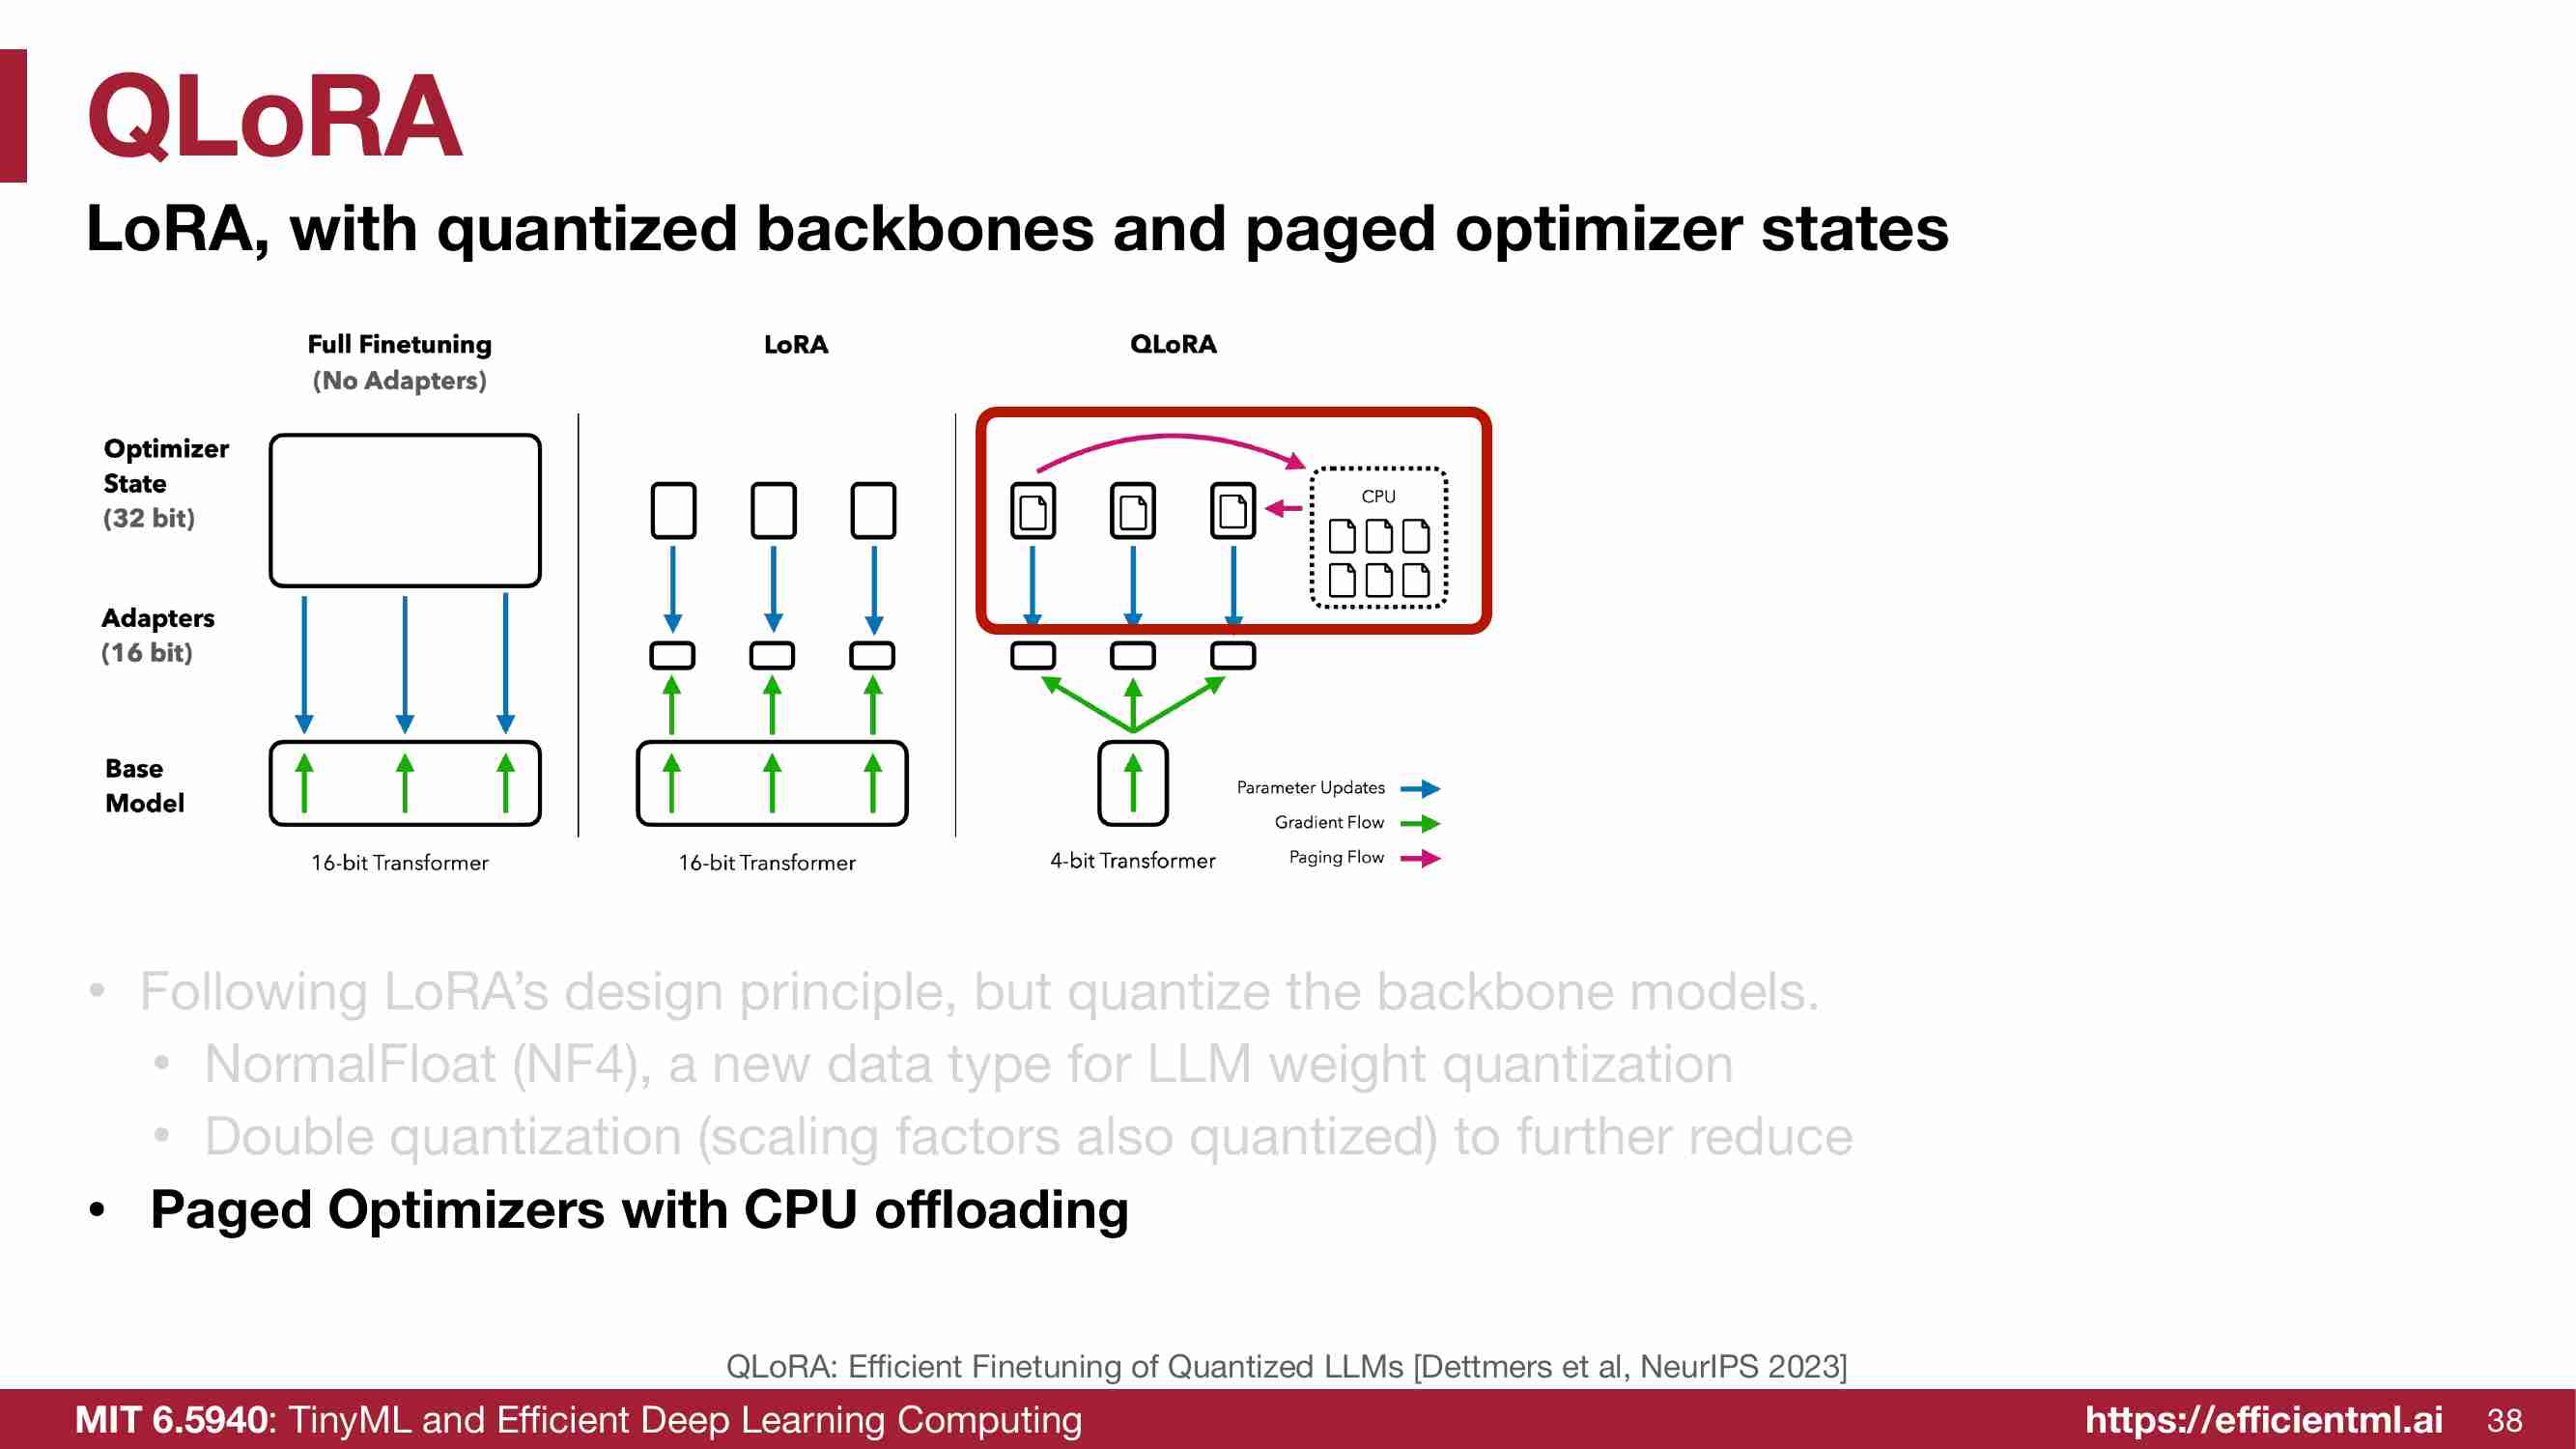 QLoRA
LoRA, with quantized backbones and paged optimizer states
Full Finetuning
(No Adapters)
LoRA
QLoRA
Optimizer
State
(32 bit)
CPU
Adapters
(16 bit)
Base
Model
Parameter Updates
Gradient Flow
Paging Flow
16-bit Transformer
16-bit Transformer
4-bit Transformer
• Following LoRA’s design principle, but quantize the backbone models.
• NormalFloat (NF4), a new data type for LLM weight quantization
• Double quantization (scaling factors also quantized) to further reduce
• Paged Optimizers with CPU offloading
QLoRA: Efficient Finetuning of Quantized LLMs [Dettmers et al, NeurIPS 2023]
MIT 6.5940: TinyML and Efficient Deep Learning Computing
https://efficientml.ai
38